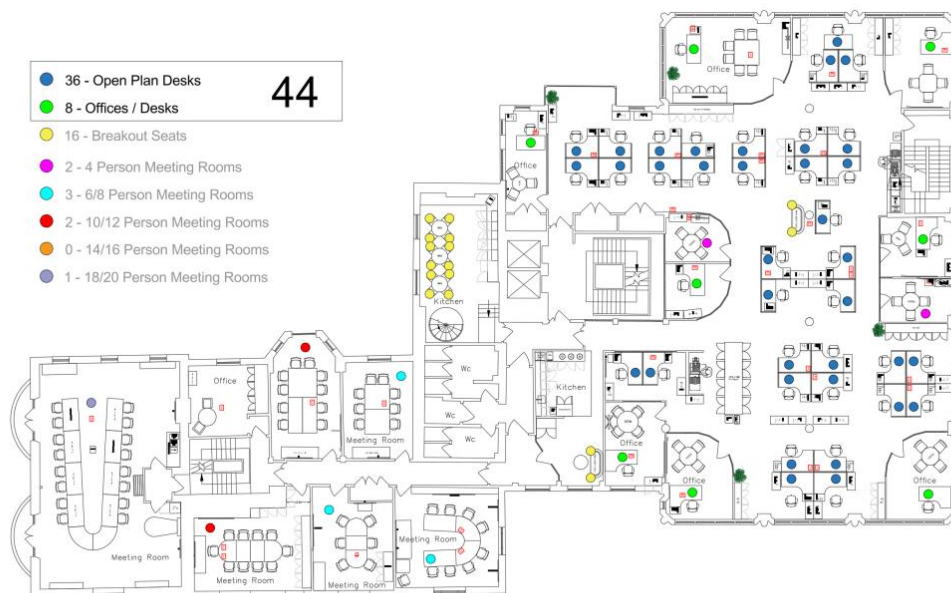 36 - Open Plan Desks
44
8 - Offices / Desks
16 - Breakout Seats
2 - 4 Person Meeting Rooms
3 - 6/8 Person Meeting Rooms
2 - 10/12 Person Meeting Rooms
0 - 14/16 Person Meeting Rooms
1 - 18/20 Person Meeting Rooms
Office
Office
Kitchen
Office
Wc
Kitchen
Wc
Meeting Room
Wc
Office
Office
Office
Meeting Room
Meeting Room
Meeting Room
Meeting Room